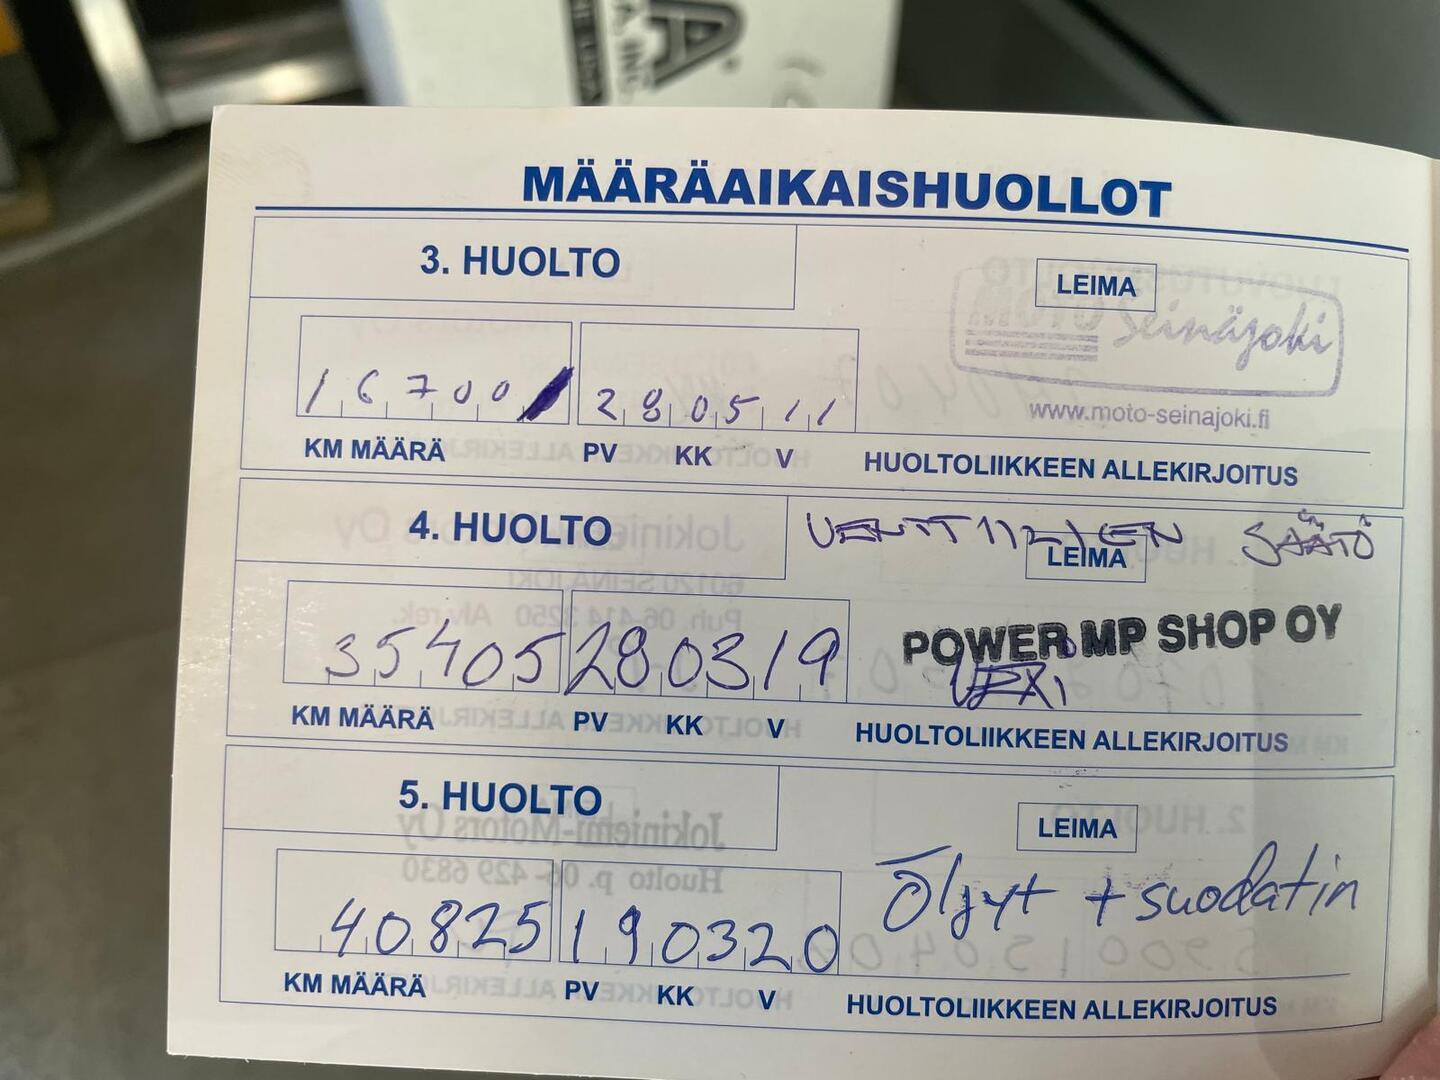 A
A, INC.
MÄÄRÄAIKAISHUOLLOT
3. HUOLTO
LEIMA
MOTO Seinäjoki
www.moto-seinajoki.fi
16700 280511
KM MÄÄRÄ PV KK V HUOLTOLIIKKEEN ALLEKIRJOITUS
4. HUOLTO
VENTTIILIEN SÄÄTÖ
LEIMA
POWER MP SHOP OY
35405 280319
KM MÄÄRÄ PV KK V HUOLTOLIIKKEEN ALLEKIRJOITUS
5. HUOLTO
LEIMA
Öljyt + suodatin
40825 190320
KM MÄÄRÄ PV KK V HUOLTOLIIKKEEN ALLEKIRJOITUS